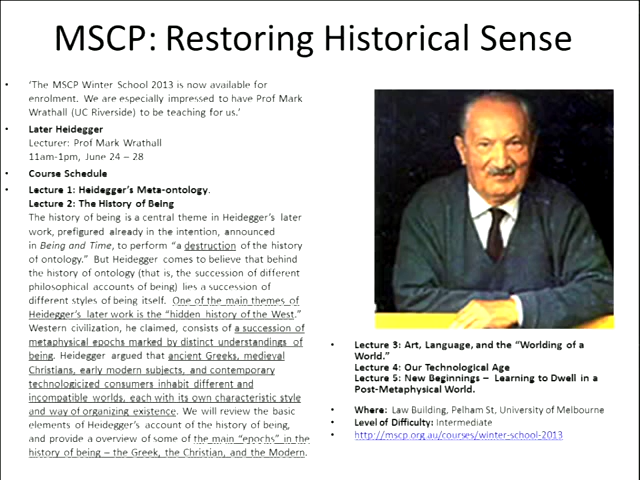 MSCP: Restoring Historical Sense
• 'The MSCP Winter School 2013 is now available for
enrolment. We are especially impressed to have Prof Mark
Wrathall (UC Riverside) to be teaching for us.'
• Later Heidegger
Lecturer: Prof Mark Wrathall
11am-1pm, June 24 – 28
• Course Schedule
• Lecture 1: Heidegger's Meta-ontology.
Lecture 2: The History of Being
The history of being is a central theme in Heidegger's later
work, prefigured already in the intention, announced
in Being and Time, to perform "a destruction of the history
of ontology." But Heidegger comes to believe that behind
the history of ontology (that is, the succession of different
philosophical accounts of being) lies a succession of
different styles of being itself. One of the main themes of
Heidegger's later work is the "hidden history of the West."
Western civilization, he claimed, consists of a succession of
metaphysical epochs marked by distinct understandings of
being. Heidegger argued that ancient Greeks, medieval
Christians, early modern subjects, and contemporary
technologicized consumers inhabit different and
incompatible worlds, each with its own characteristic style
and way of organizing existence. We will review the basic
elements of Heidegger's account of the history of being,
and provide a overview of some of the main "epochs" in the
history of being – the Greek, the Christian, and the Modern.
• Lecture 3: Art, Language, and the "Worlding of a
World."
Lecture 4: Our Technological Age
Lecture 5: New Beginnings – Learning to Dwell in a
Post-Metaphysical World.
• Where: Law Building, Pelham St, University of Melbourne
• Level of Difficulty: Intermediate
• http://mscp.org.au/courses/winter-school-2013